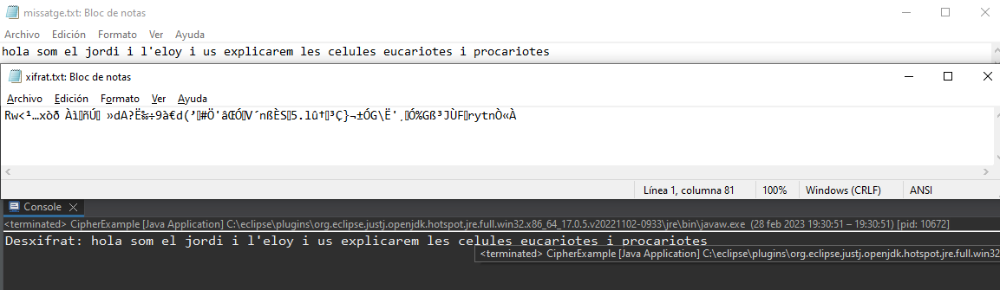 missatge.txt: Bloc de notas
Archivo Edición Formato Ver Ayuda
hola som el jordi i l'eloy i us explicarem les celules eucariotes i procariotes
xifrat.txt: Bloc de notas
Archivo Edición Formato Ver Ayuda
Rw<¹…xòð Àì▯ñÚ▯ »dA?Ë‰÷9à€d(’▯#Ö'âŒÓ▯V´nßÈS▯5.lû†▯³Ç}¬±ÓG\Ë'¸▯Ó%Gß³JÙF▯rytnÒ«À
Línea 1, columna 81 100% Windows (CRLF) ANSI
Console
<terminated> CipherExample [Java Application] C:\eclipse\plugins\org.eclipse.justj.openjdk.hotspot.jre.full.win32.x86_64_17.0.5.v20221102-0933\jre\bin\javaw.exe (28 feb 2023 19:30:51 – 19:30:51) [pid: 10672]
Desxifrat: hola som el jordi i l'eloy i us explicarem les celules eucariotes i procariotes
<terminated> CipherExample [Java Application] C:\eclipse\plugins\org.eclipse.justj.openjdk.hotspot.jre.full.win32